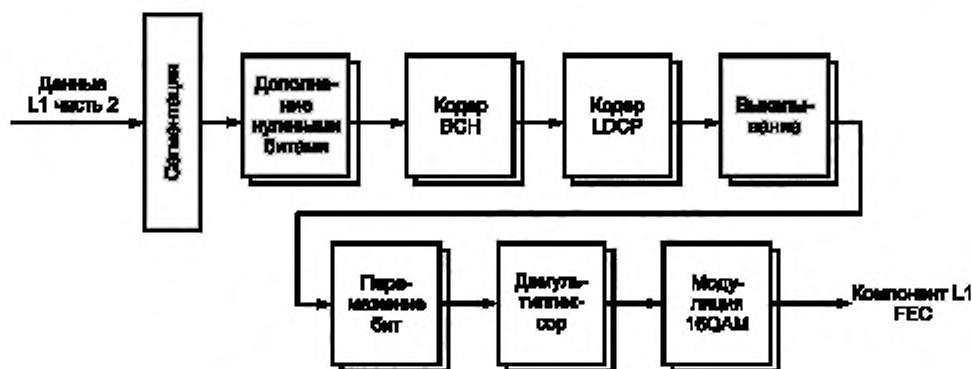 Данные
L1 часть 2
Сегментация
Дополне-
ние
нулевыми
битами
Кодер
BCH
Кодер
LDCP
Выкалы-
вание
Пере-
межение
бит
Демуль-
типлек-
сор
Моду-
ляция
16QAM
Компонент L1
FEC